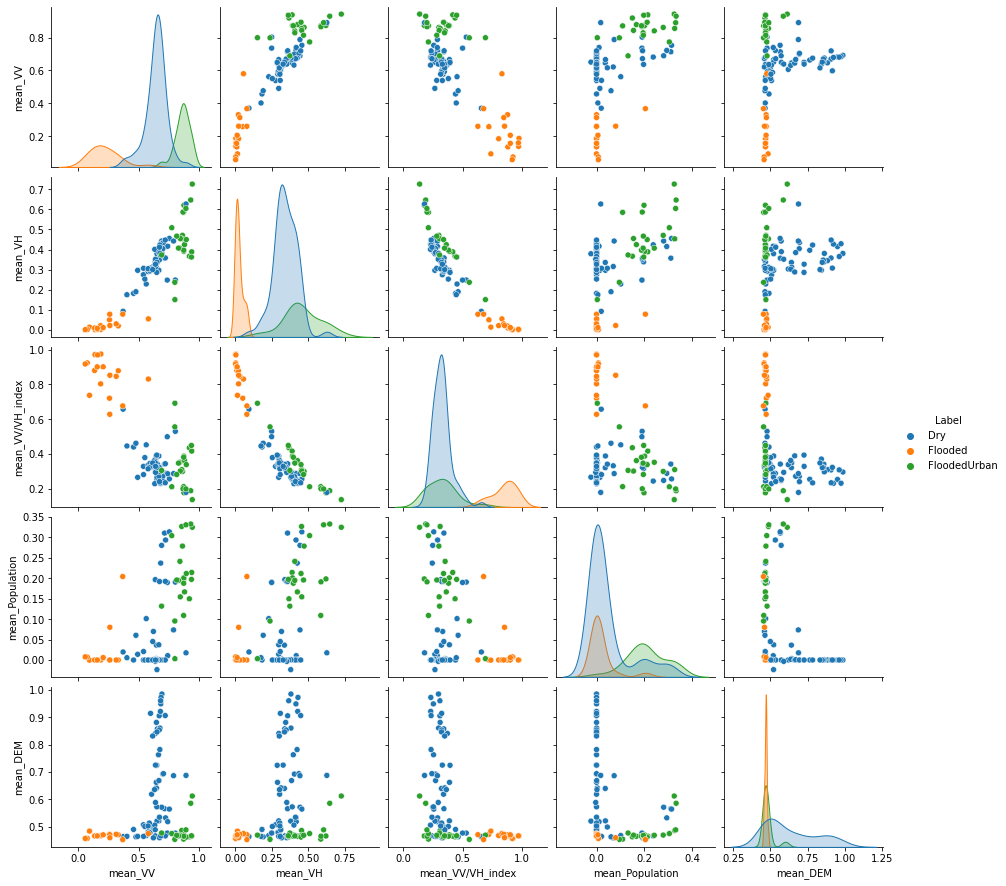 mean_VV
0.8
0.6
0.4
0.2
mean_VH
0.7
0.6
0.5
0.4
0.3
0.2
0.1
0.0
mean_VV/VH_index
1.0
0.8
0.6
0.4
0.2
Label
Dry
Flooded
FloodedUrban
mean_Population
0.35
0.30
0.25
0.20
0.15
0.10
0.05
0.00
mean_DEM
1.0
0.9
0.8
0.7
0.6
0.5
0.0 0.5 1.0 0.00 0.25 0.50 0.75 0.0 0.5 1.0 0.0 0.2 0.4 0.25 0.50 0.75 1.00 1.25
mean_VV mean_VH mean_VV/VH_index mean_Population mean_DEM